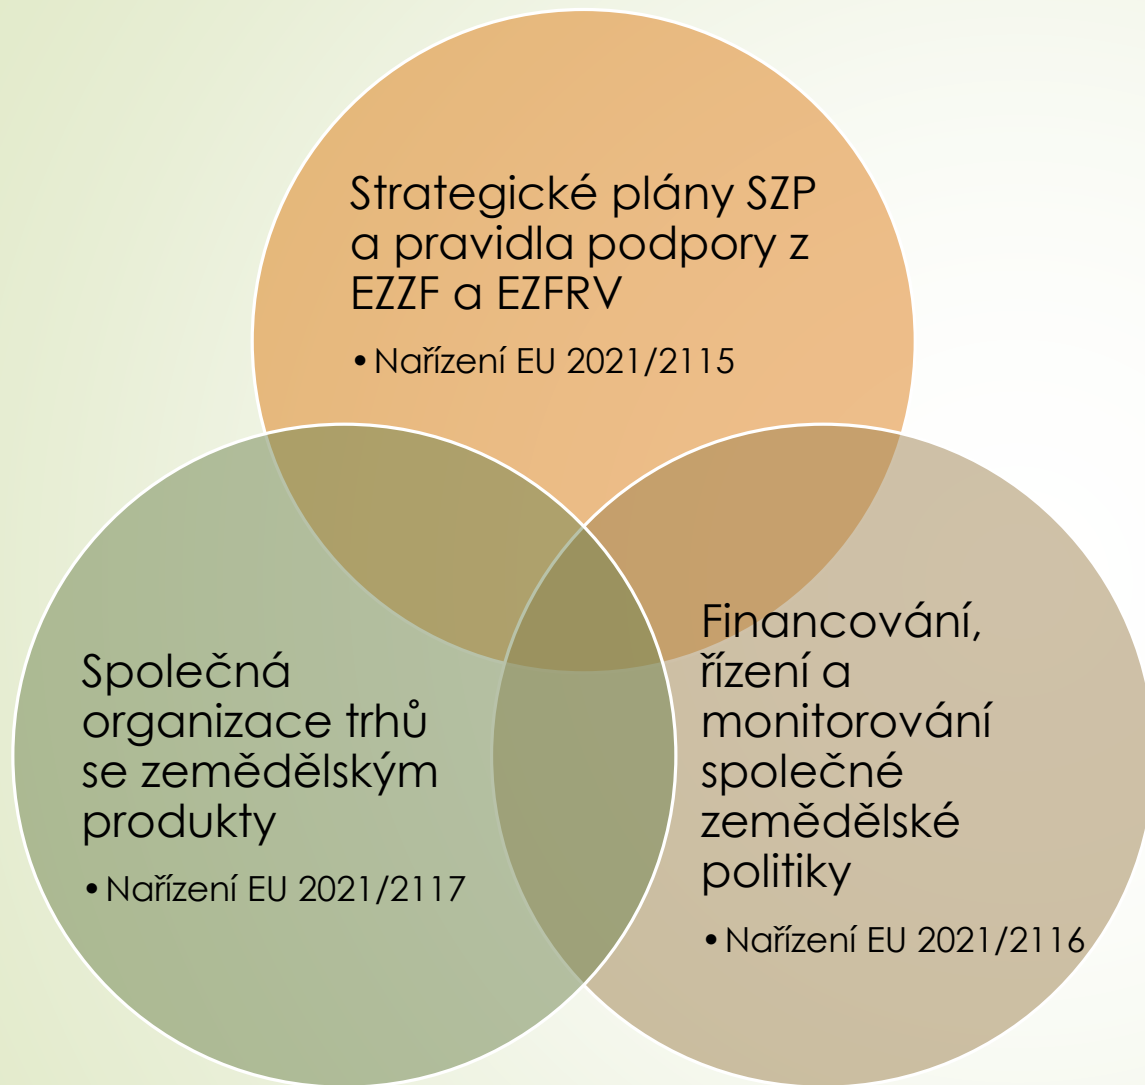 Strategické plány SZP
a pravidla podpory z
EZZF a EZFRV
• Nařízení EU 2021/2115
Společná
organizace trhů
se zemědělským
produkty
• Nařízení EU 2021/2117
Financování,
řízení a
monitorování
společné
zemědělské
politiky
• Nařízení EU 2021/2116